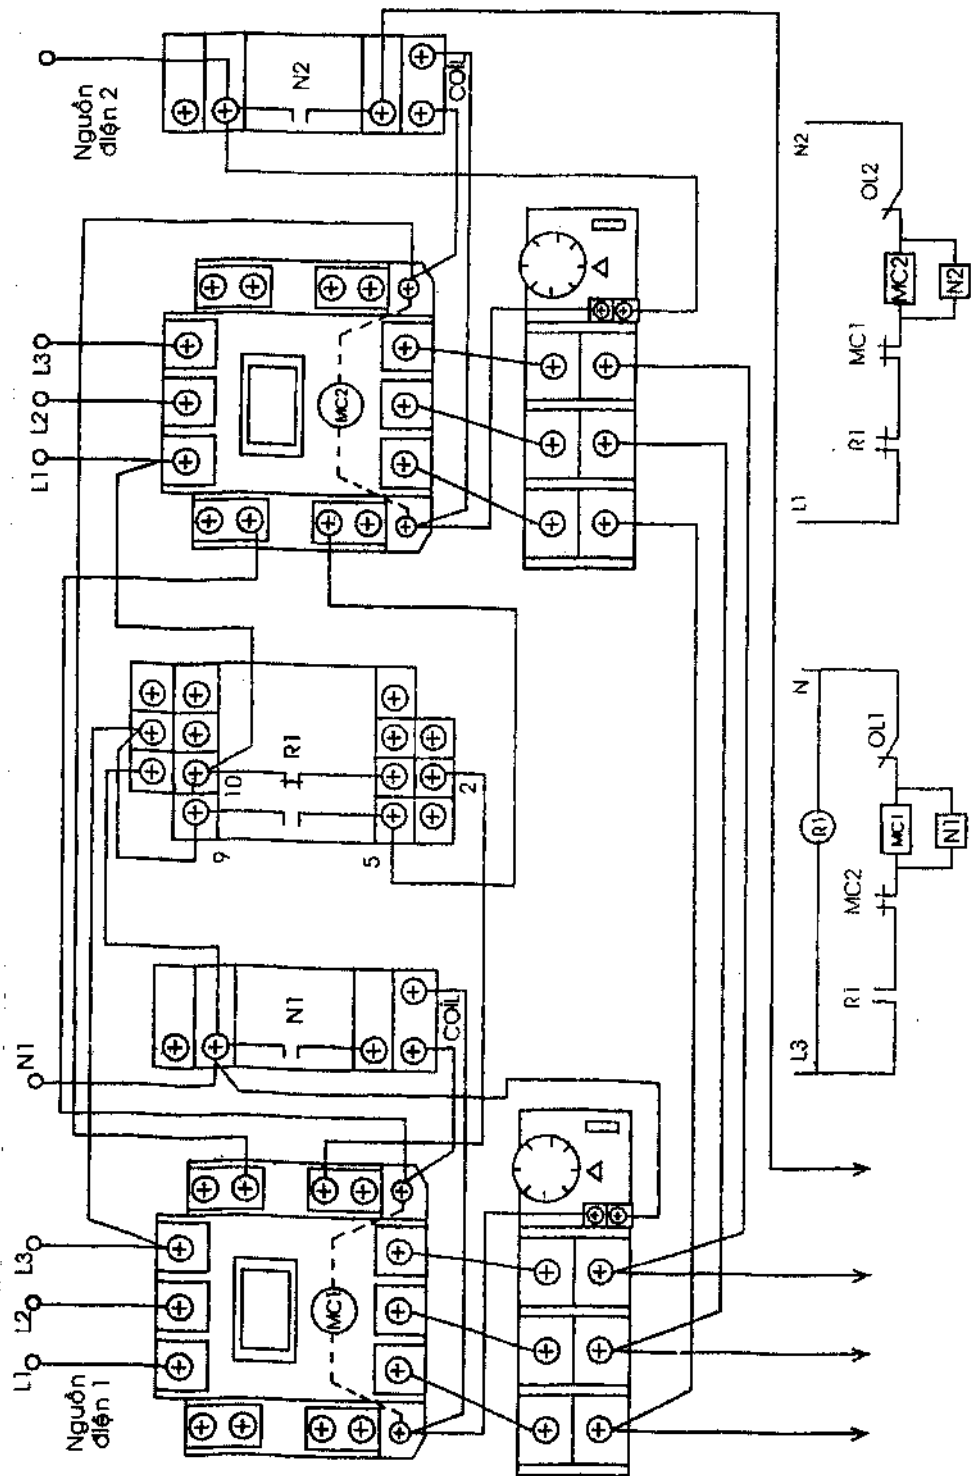 Nguồn
điện 1
L1
L2
L3
N1
Nguồn
điện 2
L1
L2
L3
MC1
N1
COIL
R1
9
10
5
2
MC2
N2
COIL
L3
N
R1
R1
MC2
MC1
N1
OL1
L1
N2
R1
MC1
MC2
N2
OL2